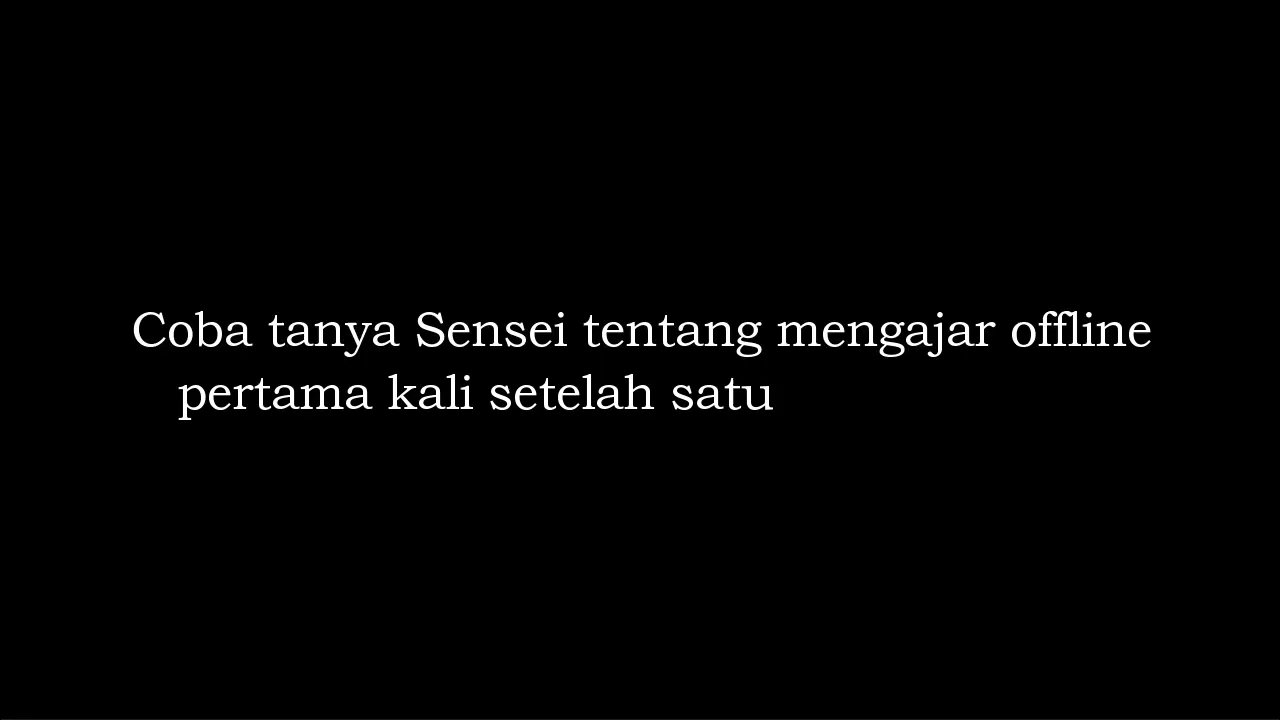 Coba tanya Sensei tentang mengajar offline
pertama kali setelah satu